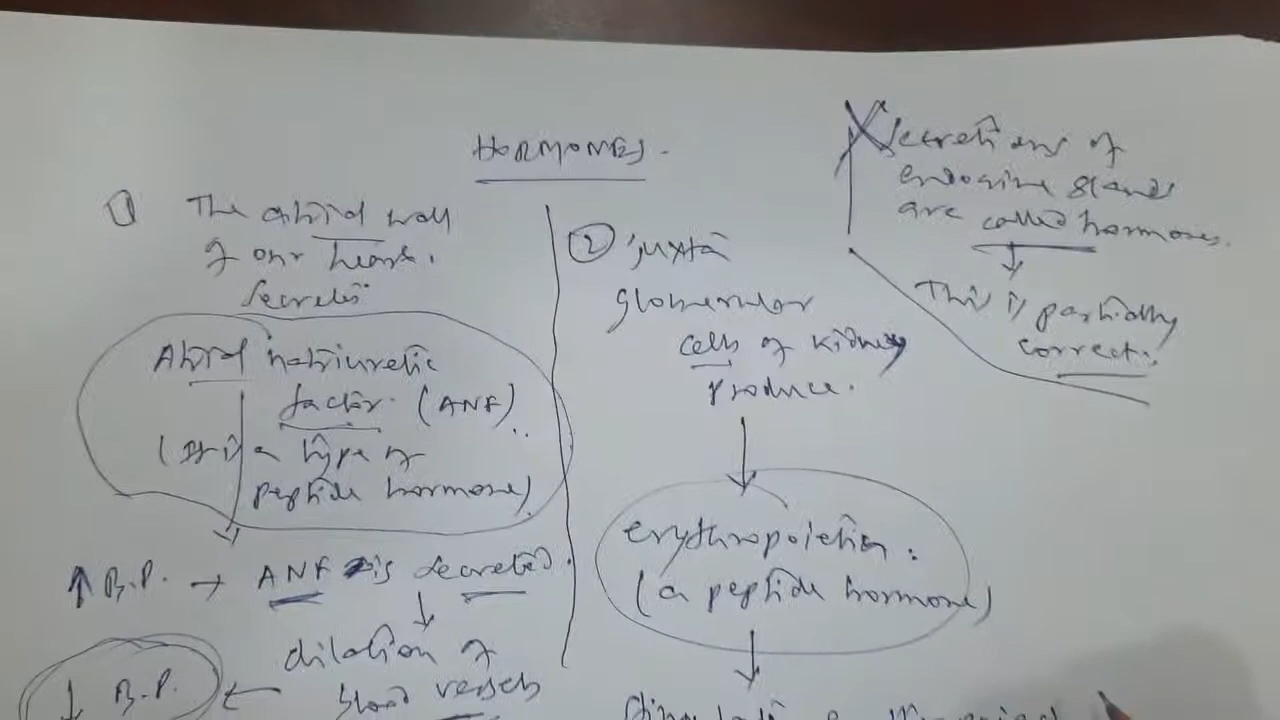 HORMONES.
① The atrial wall
of our heart.
secretes
Atrial natriuretic
factor. (ANF)
(It is a type of
peptide hormone)
↑ B.P. → ANF is secreted.
↓
dilation of
blood vessels
↓ B.P. ←
② juxta
glomerular
cells of kidney
produce.
↓
erythropoietin.
(a peptide hormone)
↓
Secretions of
endocrine glands
are called hormones.
↓
This is partially
correct.